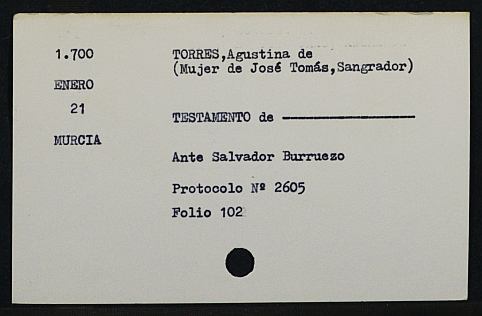 1.700
ENERO
21
MURCIA
TORRES,Agustina de
(Mujer de José Tomás,Sangrador)
TESTAMENTO de ————————
Ante Salvador Burruezo
Protocolo Nº 2605
Folio 102